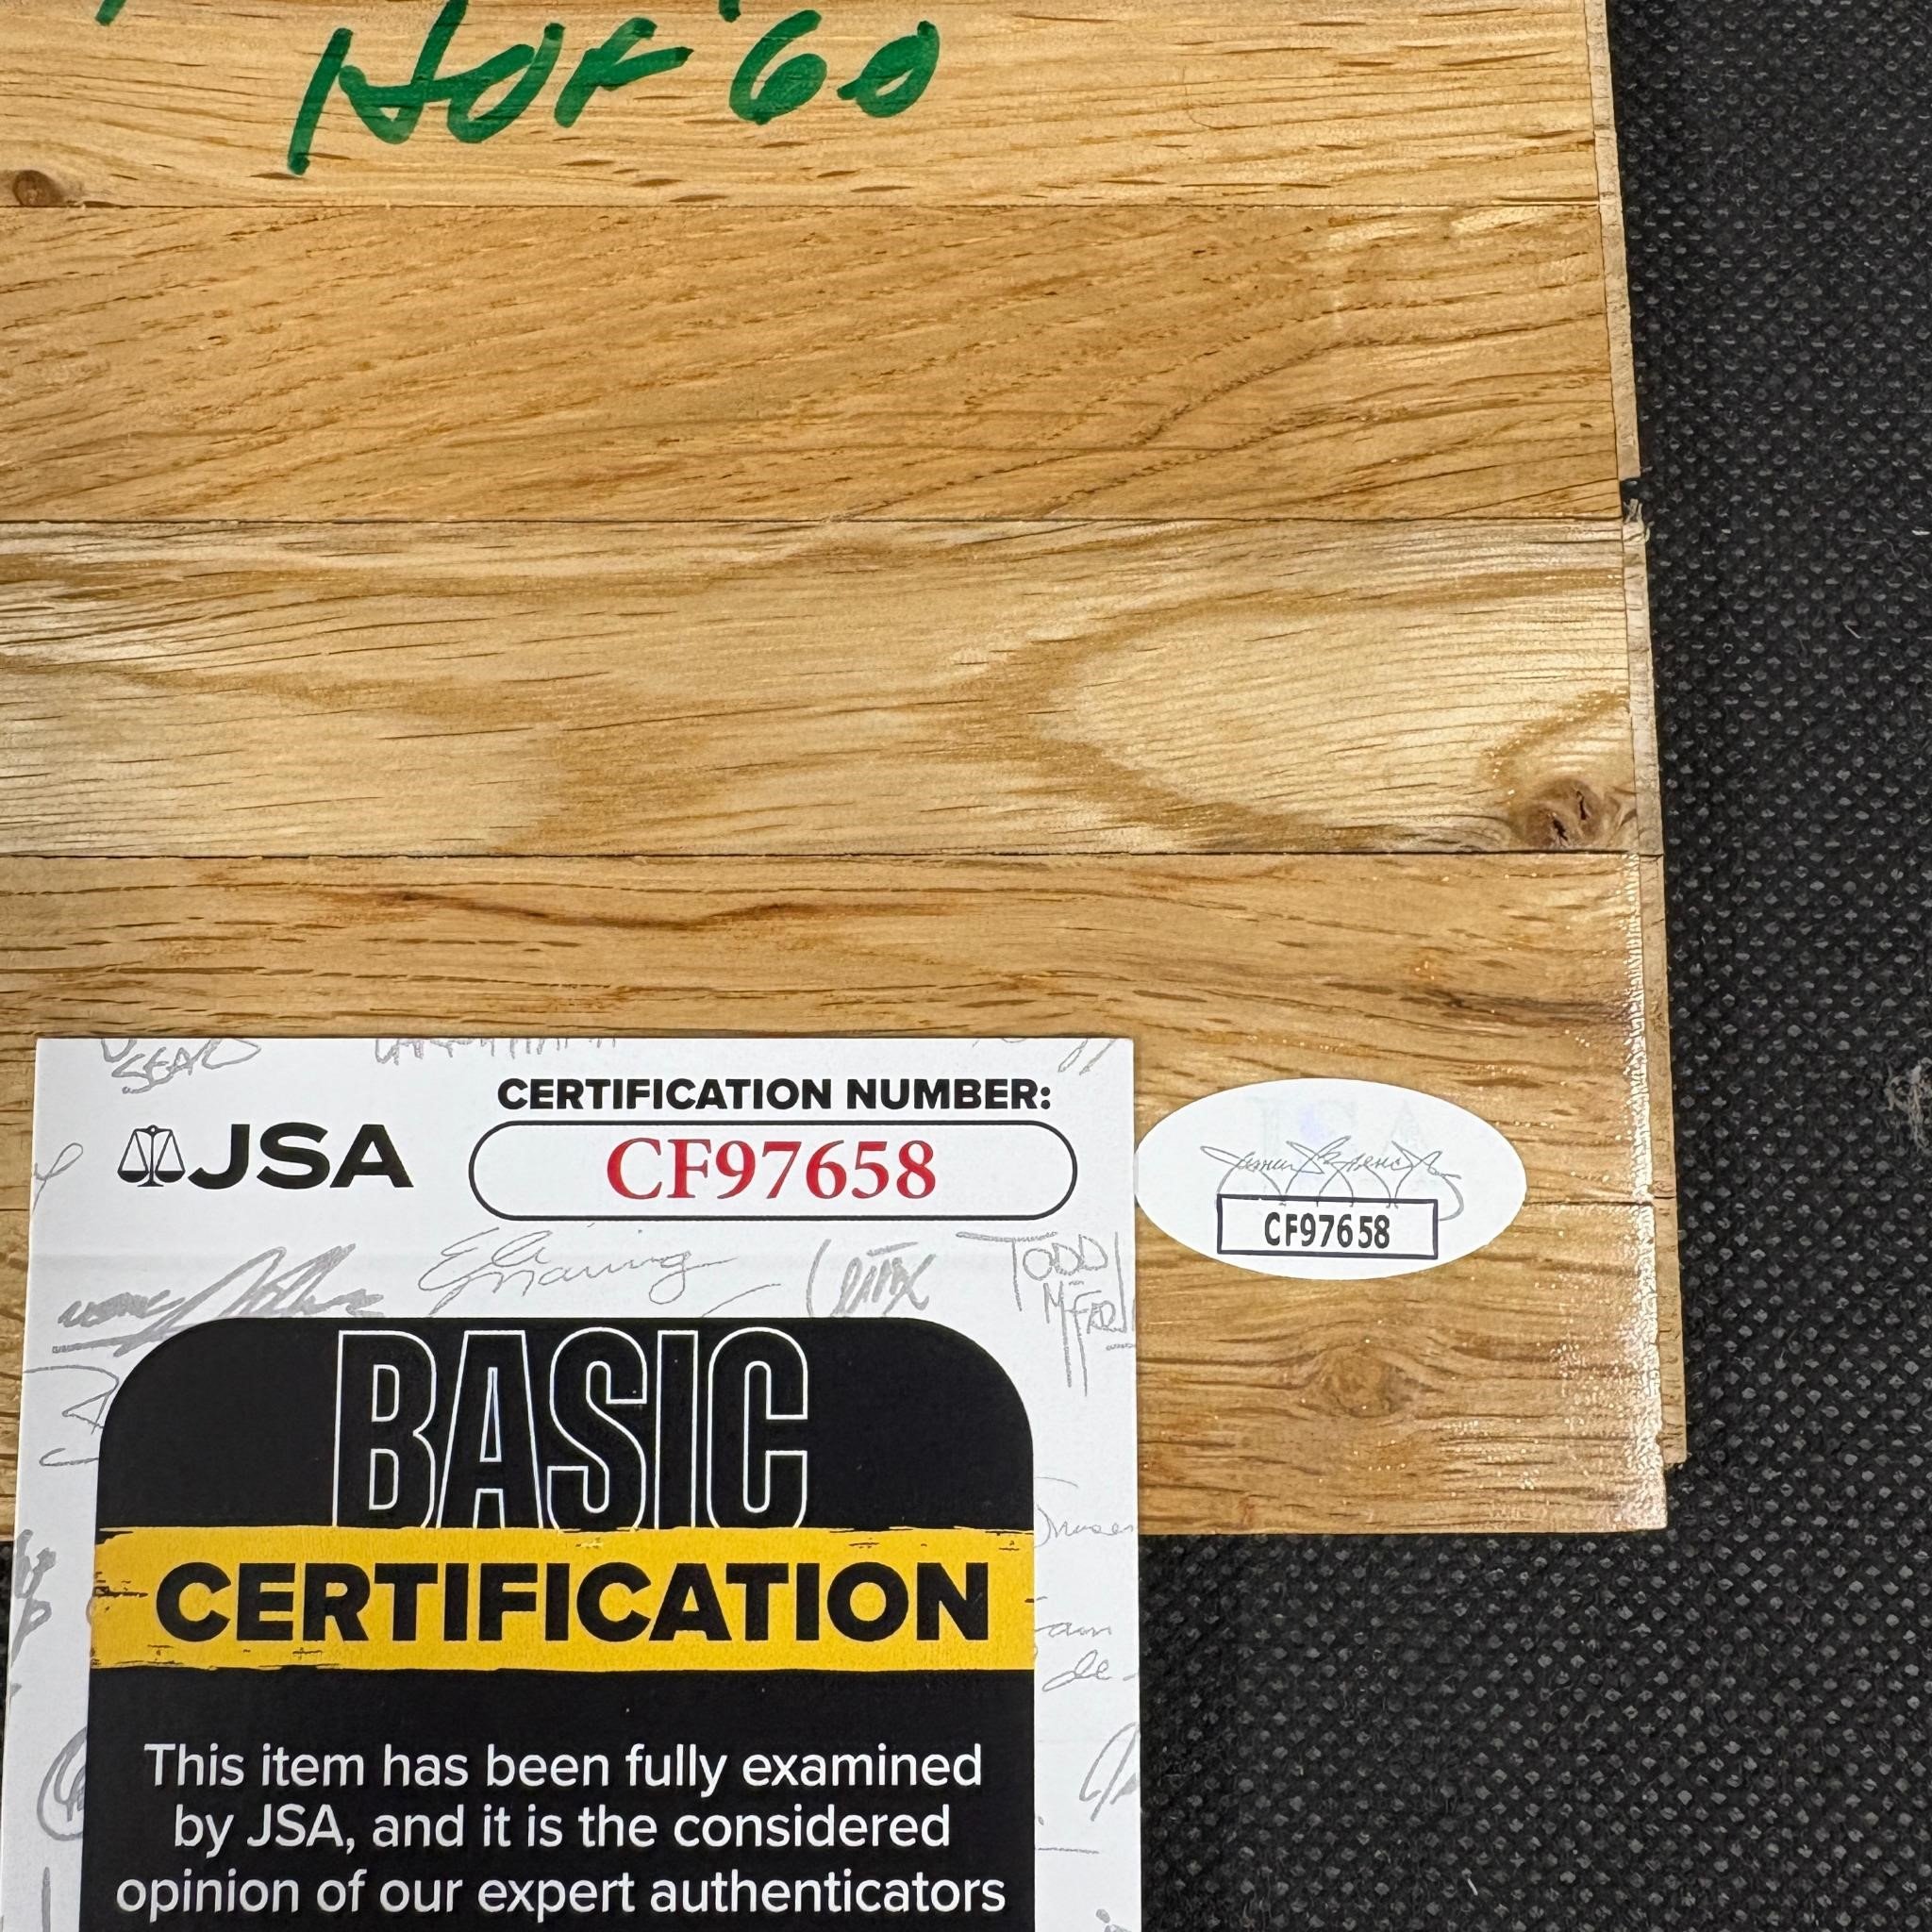 HOF '60
CERTIFICATION NUMBER:
JSA
CF97658
CF97658
TODD
BASIC
CERTIFICATION
This item has been fully examined
by JSA, and it is the considered
opinion of our expert authenticators